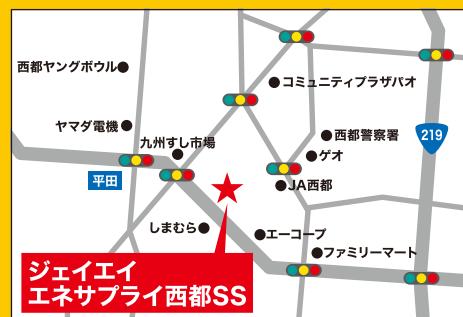 西都ヤングボウル
コミュニティプラザパオ
ヤマダ電機
九州すし市場
西都警察署
219
ゲオ
平田
JA西都
しまむら
エーコープ
ファミリーマート
ジェイエイ
エネサプライ西都SS